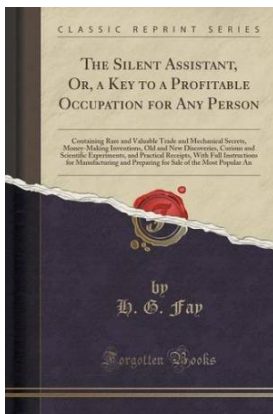 CLASSIC REPRINT SERIES
THE SILENT ASSISTANT,
OR, A KEY TO A PROFITABLE
OCCUPATION FOR ANY PERSON
Containing Rare and Valuable Trade and Mechanical Secrets,
Money-Making Inventions, Old and New Discoveries, Curious and
Scientific Experiments, and Practical Receipts, With Full Instructions
for Manufacturing and Preparing for Sale of the Most Popular An
by
H. G. Fay
Forgotten Books